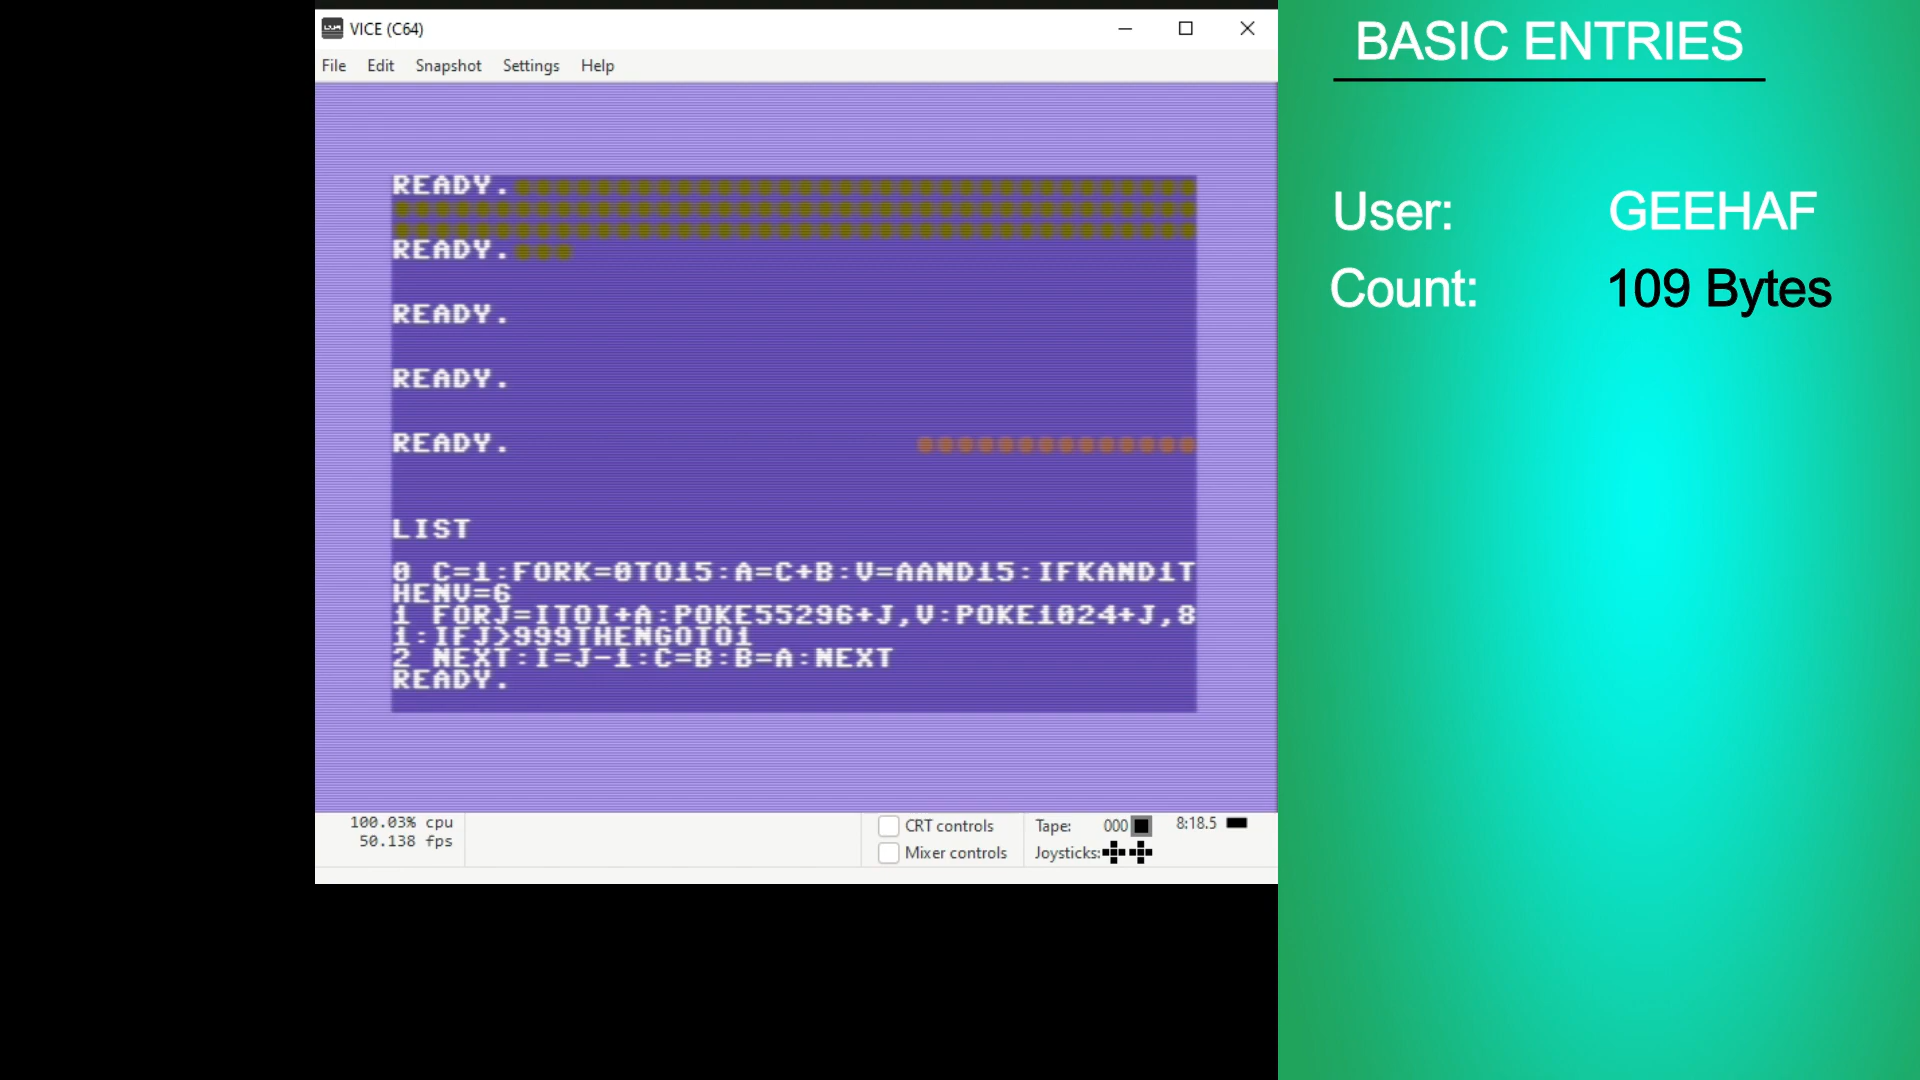 VICE (C64)
File Edit Snapshot Settings Help
READY.
READY.
READY.
READY.
READY.
LIST
0 C=1:FORK=0TO15:A=C+B:V=AAND15:IFKAND1T
HENV=6
1 FORJ=ITOI+A:POKE55296+J,V:POKE1024+J,8
1:IFJ>999THENGOTO1
2 NEXT:I=J-1:C=B:B=A:NEXT
READY.
100.03% cpu
50.138 fps
CRT controls
Mixer controls
Tape: 000
Joysticks:
8:18.5
BASIC ENTRIES
User: GEEHAF
Count: 109 Bytes